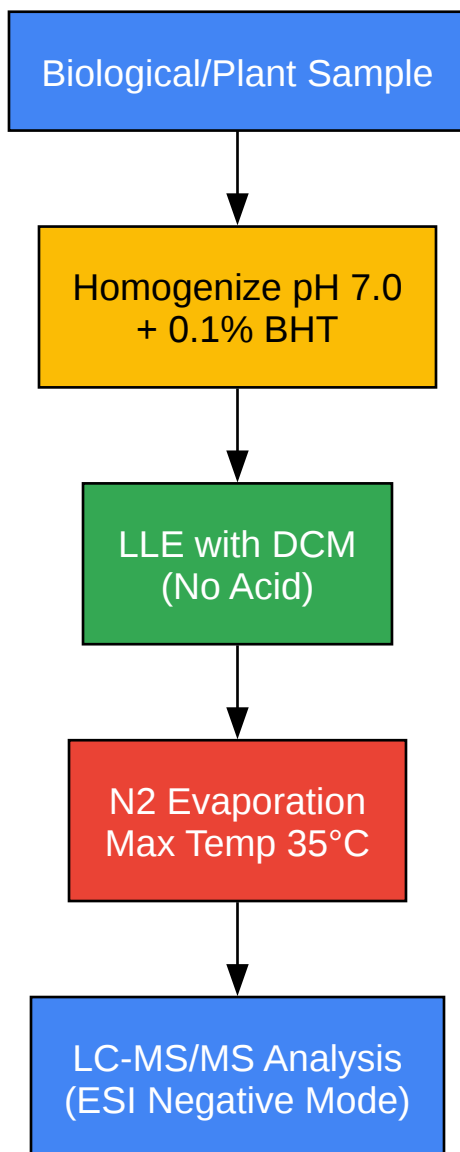 Biological/Plant Sample
Homogenize pH 7.0
+ 0.1% BHT
LLE with DCM
(No Acid)
N2 Evaporation
Max Temp 35°C
LC-MS/MS Analysis
(ESI Negative Mode)